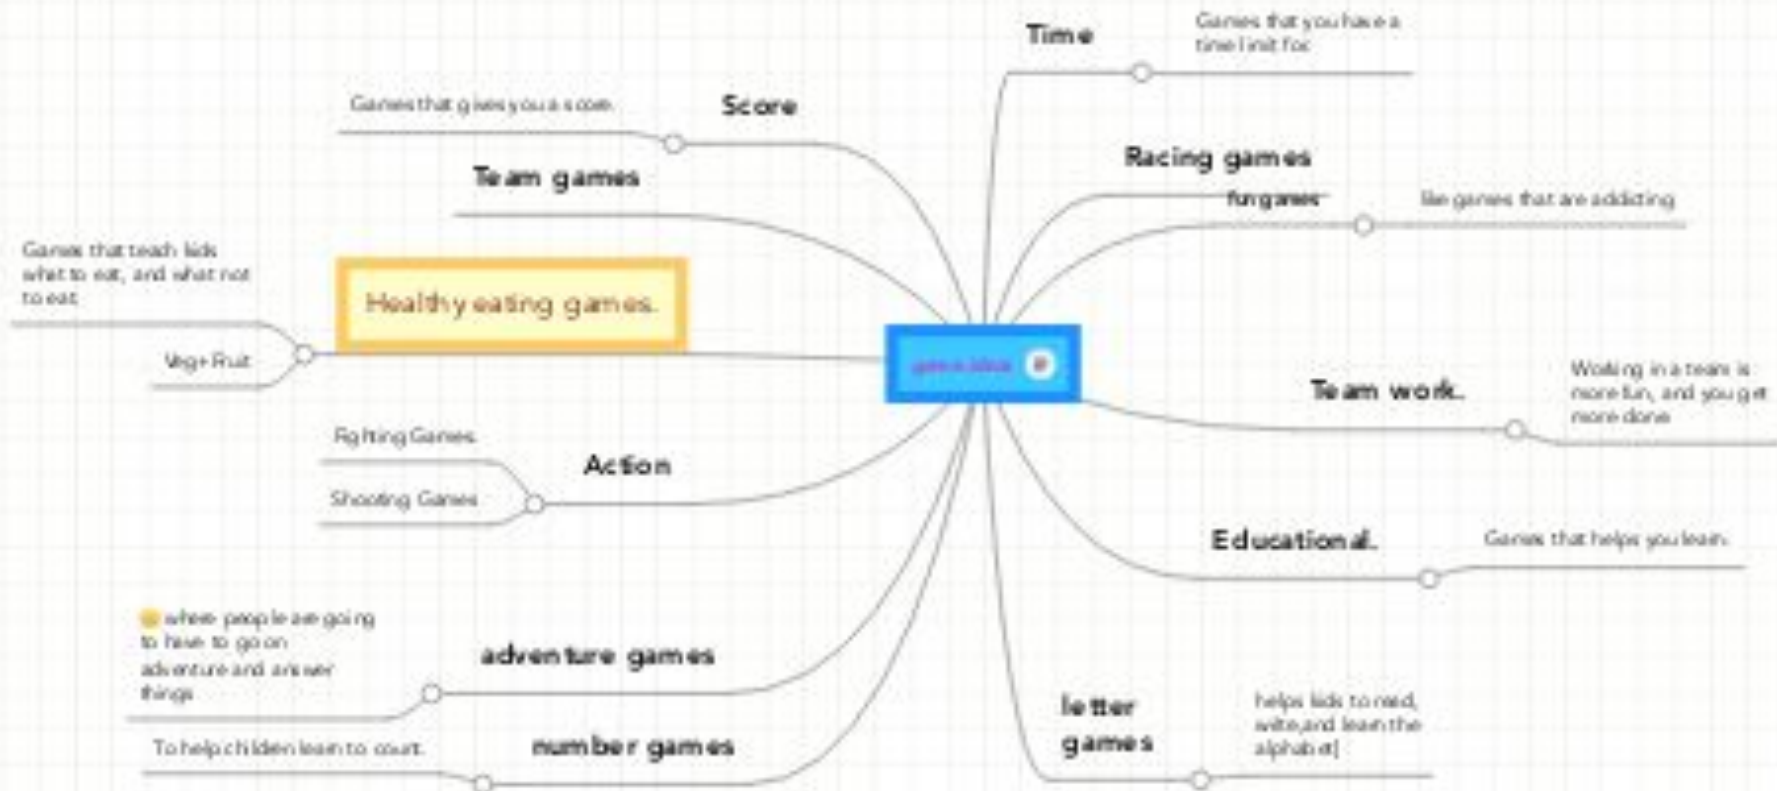 Time
Games that you have a
time limit for.
Games that gives you a score.
Score
Racing games
Team games
fun games
like games that are addicting
Games that teach kids
what to eat, and what not
to eat.
Healthy eating games.
Veg+ Fruit
game idea
Team work.
Working in a team is
more fun, and you get
more done
Fighting Games.
Action
Shooting Games
Educational.
Games that helps you learn.
where people are going
to have to go on
adventure and answer
things
adventure games
letter
games
helps kids to read,
write,and learn the
alphabet|
To help children learn to count.
number games